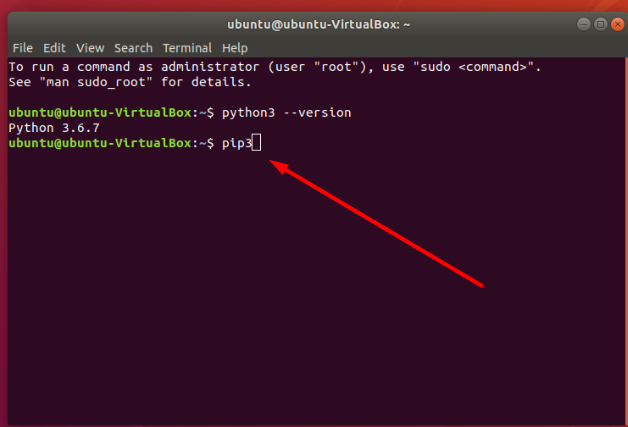 ubuntu@ubuntu-VirtualBox: ~
File Edit View Search Terminal Help
To run a command as administrator (user "root"), use "sudo <command>".
See "man sudo_root" for details.
ubuntu@ubuntu-VirtualBox:~$ python3 --version
Python 3.6.7
ubuntu@ubuntu-VirtualBox:~$ pip3